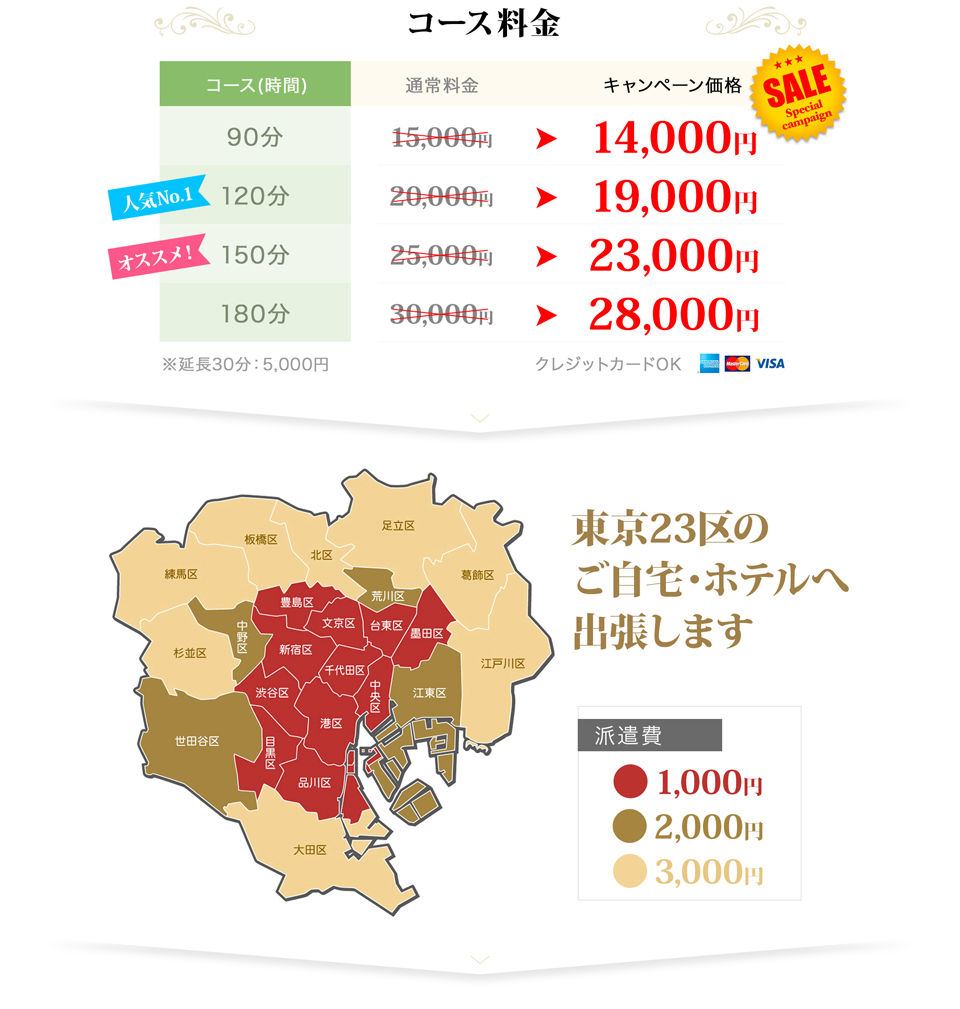 コース料金
コース(時間) 通常料金 キャンペーン価格
★★★
SALE
Special
campaign
90分 15,000円 ➤ 14,000円
人気No.1 120分 20,000円 ➤ 19,000円
オススメ! 150分 25,000円 ➤ 23,000円
180分 30,000円 ➤ 28,000円
※延長30分:5,000円 クレジットカードOK MasterCard VISA
足立区
板橋区
北区
練馬区
葛飾区
荒川区
豊島区
文京区
台東区
墨田区
中野区
杉並区
新宿区
千代田区
江戸川区
渋谷区
中央区
江東区
港区
世田谷区
目黒区
品川区
大田区
東京23区の
ご自宅・ホテルへ
出張します
派遣費
1,000円
2,000円
3,000円